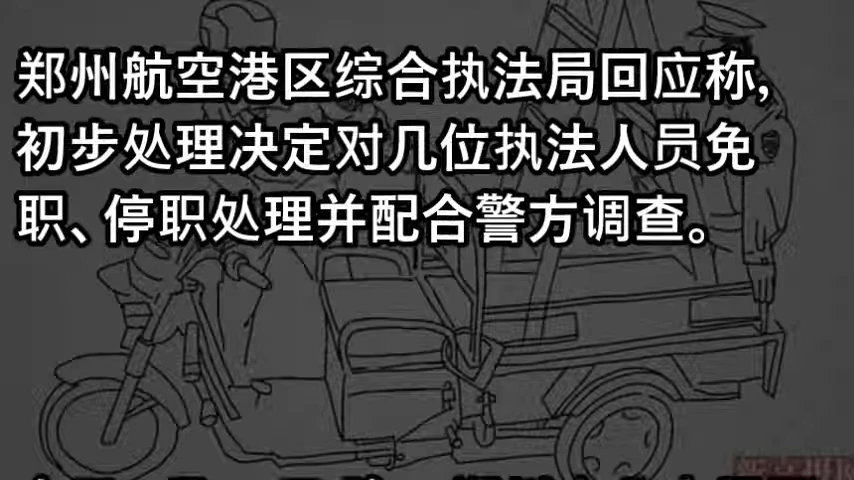 郑州航空港区综合执法局回应称,
初步处理决定对几位执法人员免
职、停职处理并配合警方调查。